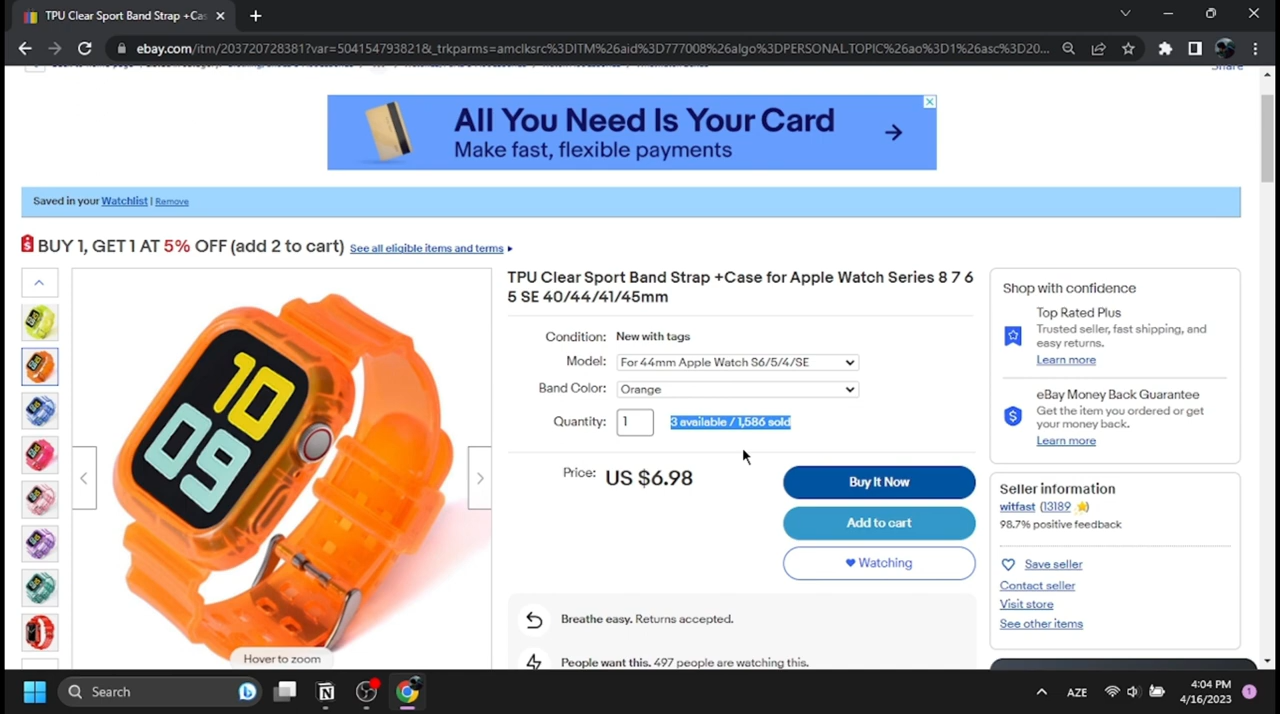 TPU Clear Sport Band Strap +Cas
ebay.com/itm/203720728381?var=504154793821&_trkparms=amclksrc%3DITM%26aid%3D777008%26algo%3DPERSONAL.TOPIC%26ao%3D1%26asc%3D20...
Share
All You Need Is Your Card
Make fast, flexible payments
Saved in your Watchlist | Remove
BUY 1, GET 1 AT 5% OFF (add 2 to cart) See all eligible items and terms
10
09
Hover to zoom
TPU Clear Sport Band Strap +Case for Apple Watch Series 8 7 6
5 SE 40/44/41/45mm
Condition: New with tags
Model: For 44mm Apple Watch S6/5/4/SE
Band Color: Orange
Quantity: 1 3 available / 1,586 sold
Price: US $6.98
Buy It Now
Add to cart
Watching
Breathe easy. Returns accepted.
People want this. 497 people are watching this.
Shop with confidence
Top Rated Plus
Trusted seller, fast shipping, and
easy returns.
Learn more
eBay Money Back Guarantee
Get the item you ordered or get
your money back.
Learn more
Seller information
witfast (13189)
98.7% positive feedback
Save seller
Contact seller
Visit store
See other items
Search
AZE
4:04 PM
4/16/2023
1